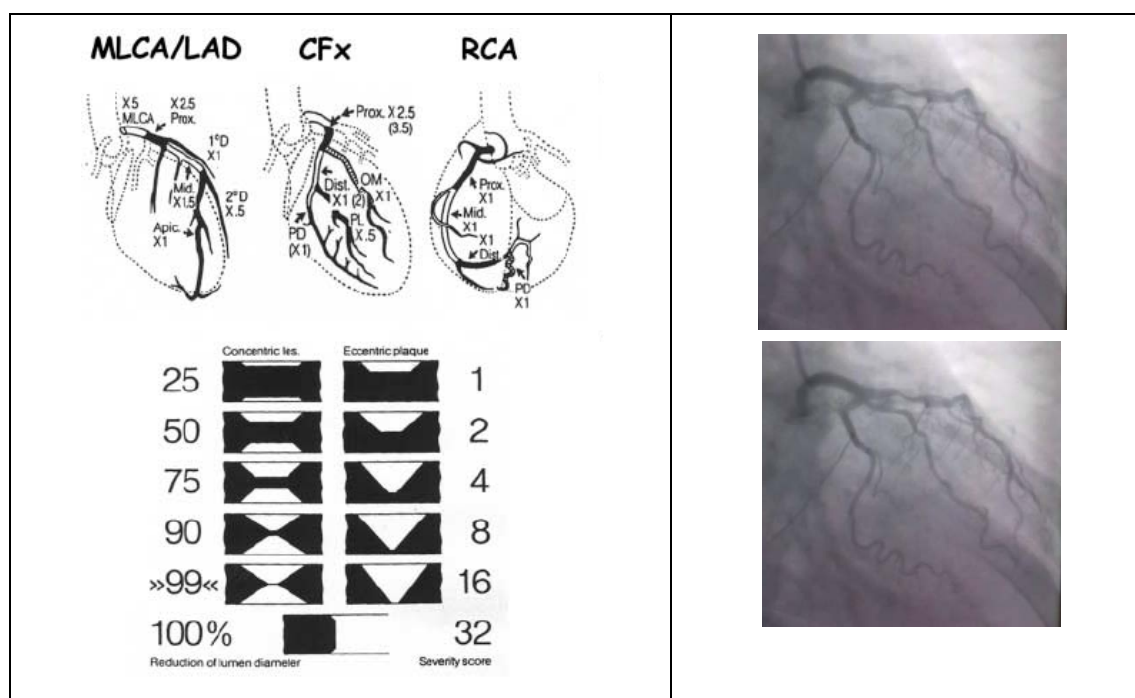 MLCA/LAD CFx RCA
X5 MLCA
X2.5 Prox.
1°D X1
Mid. X1.5
2°D X.5
Apic. X1
Prox. X2.5 (3.5)
Dist. X1 (2)
OM X1
PL X.5
PD (X1)
Prox. X1
Mid. X1
X1
Dist.
PD X1
Concentric les. Eccentric plaque
25 1
50 2
75 4
90 8
»99« 16
100% 32
Reduction of lumen diameter Severity score